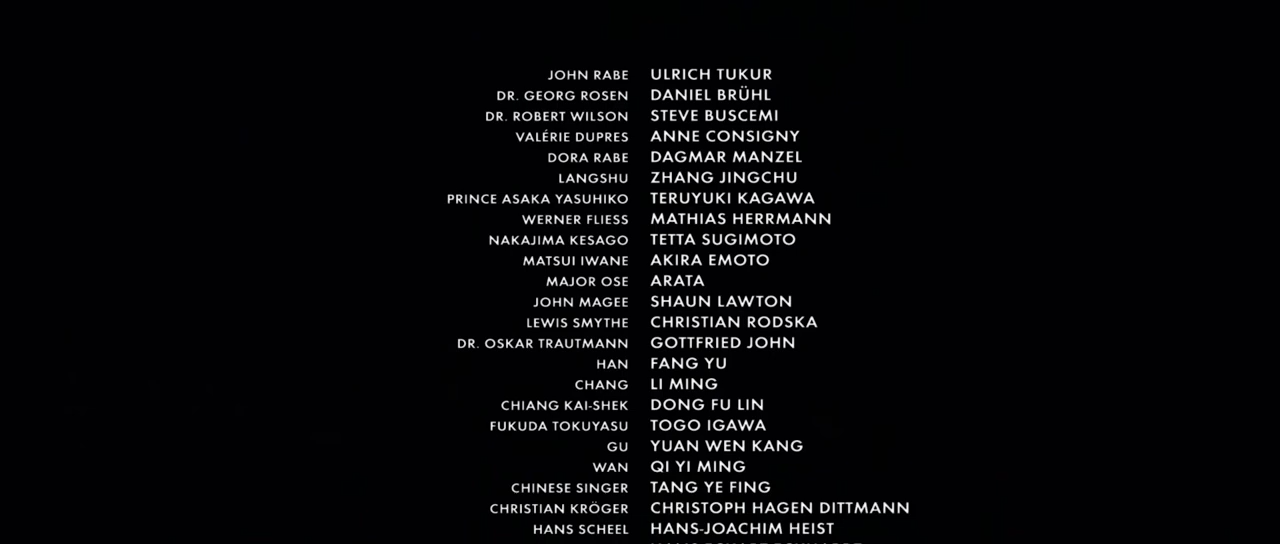 JOHN RABE ULRICH TUKUR
DR. GEORG ROSEN DANIEL BRÜHL
DR. ROBERT WILSON STEVE BUSCEMI
VALÉRIE DUPRES ANNE CONSIGNY
DORA RABE DAGMAR MANZEL
LANGSHU ZHANG JINGCHU
PRINCE ASAKA YASUHIKO TERUYUKI KAGAWA
WERNER FLIESS MATHIAS HERRMANN
NAKAJIMA KESAGO TETTA SUGIMOTO
MATSUI IWANE AKIRA EMOTO
MAJOR OSE ARATA
JOHN MAGEE SHAUN LAWTON
LEWIS SMYTHE CHRISTIAN RODSKA
DR. OSKAR TRAUTMANN GOTTFRIED JOHN
HAN FANG YU
CHANG LI MING
CHIANG KAI-SHEK DONG FU LIN
FUKUDA TOKUYASU TOGO IGAWA
GU YUAN WEN KANG
WAN QI YI MING
CHINESE SINGER TANG YE FING
CHRISTIAN KRÖGER CHRISTOPH HAGEN DITTMANN
HANS SCHEEL HANS-JOACHIM HEIST